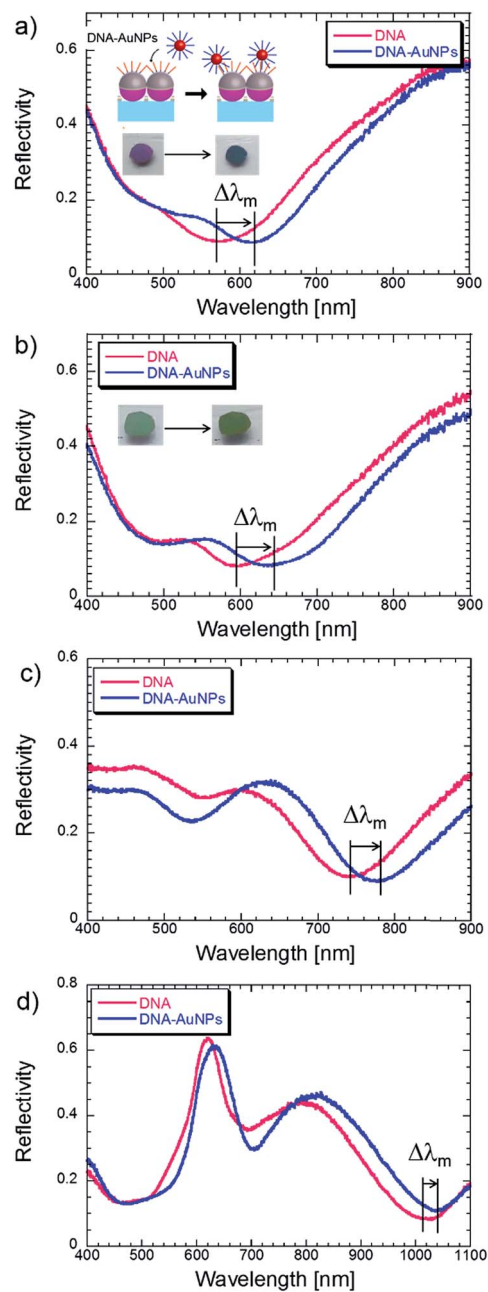 a)
DNA-AuNPs
DNA
DNA-AuNPs
Δλm
Reflectivity
0.6
0.4
0.2
0
400 500 600 700 800 900
Wavelength [nm]
b)
DNA
DNA-AuNPs
Δλm
Reflectivity
0.6
0.4
0.2
0
400 500 600 700 800 900
Wavelength [nm]
c)
DNA
DNA-AuNPs
Δλm
Reflectivity
0.6
0.4
0.2
0
400 500 600 700 800 900
Wavelength [nm]
d)
DNA
DNA-AuNPs
Δλm
Reflectivity
0.8
0.6
0.4
0.2
0
400 500 600 700 800 900 1000 1100
Wavelength [nm]